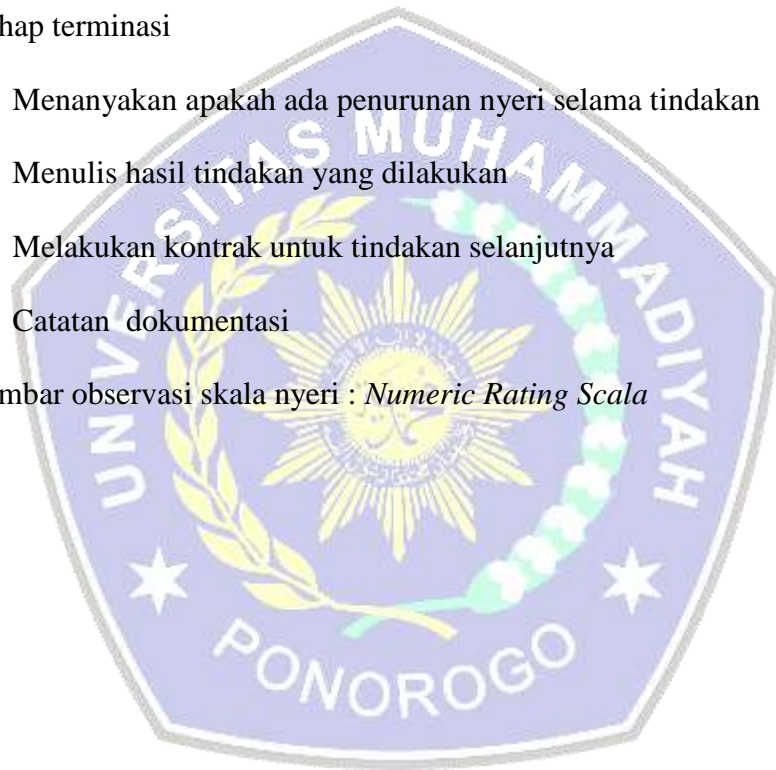 hap terminasi
Menanyakan apakah ada penurunan nyeri selama tindakan
Menulis hasil tindakan yang dilakukan
Melakukan kontrak untuk tindakan selanjutnya
Catatan dokumentasi
mbar observasi skala nyeri : Numeric Rating Scala
UNIVERSITAS MUHAMMADIYAH
PONOROGO